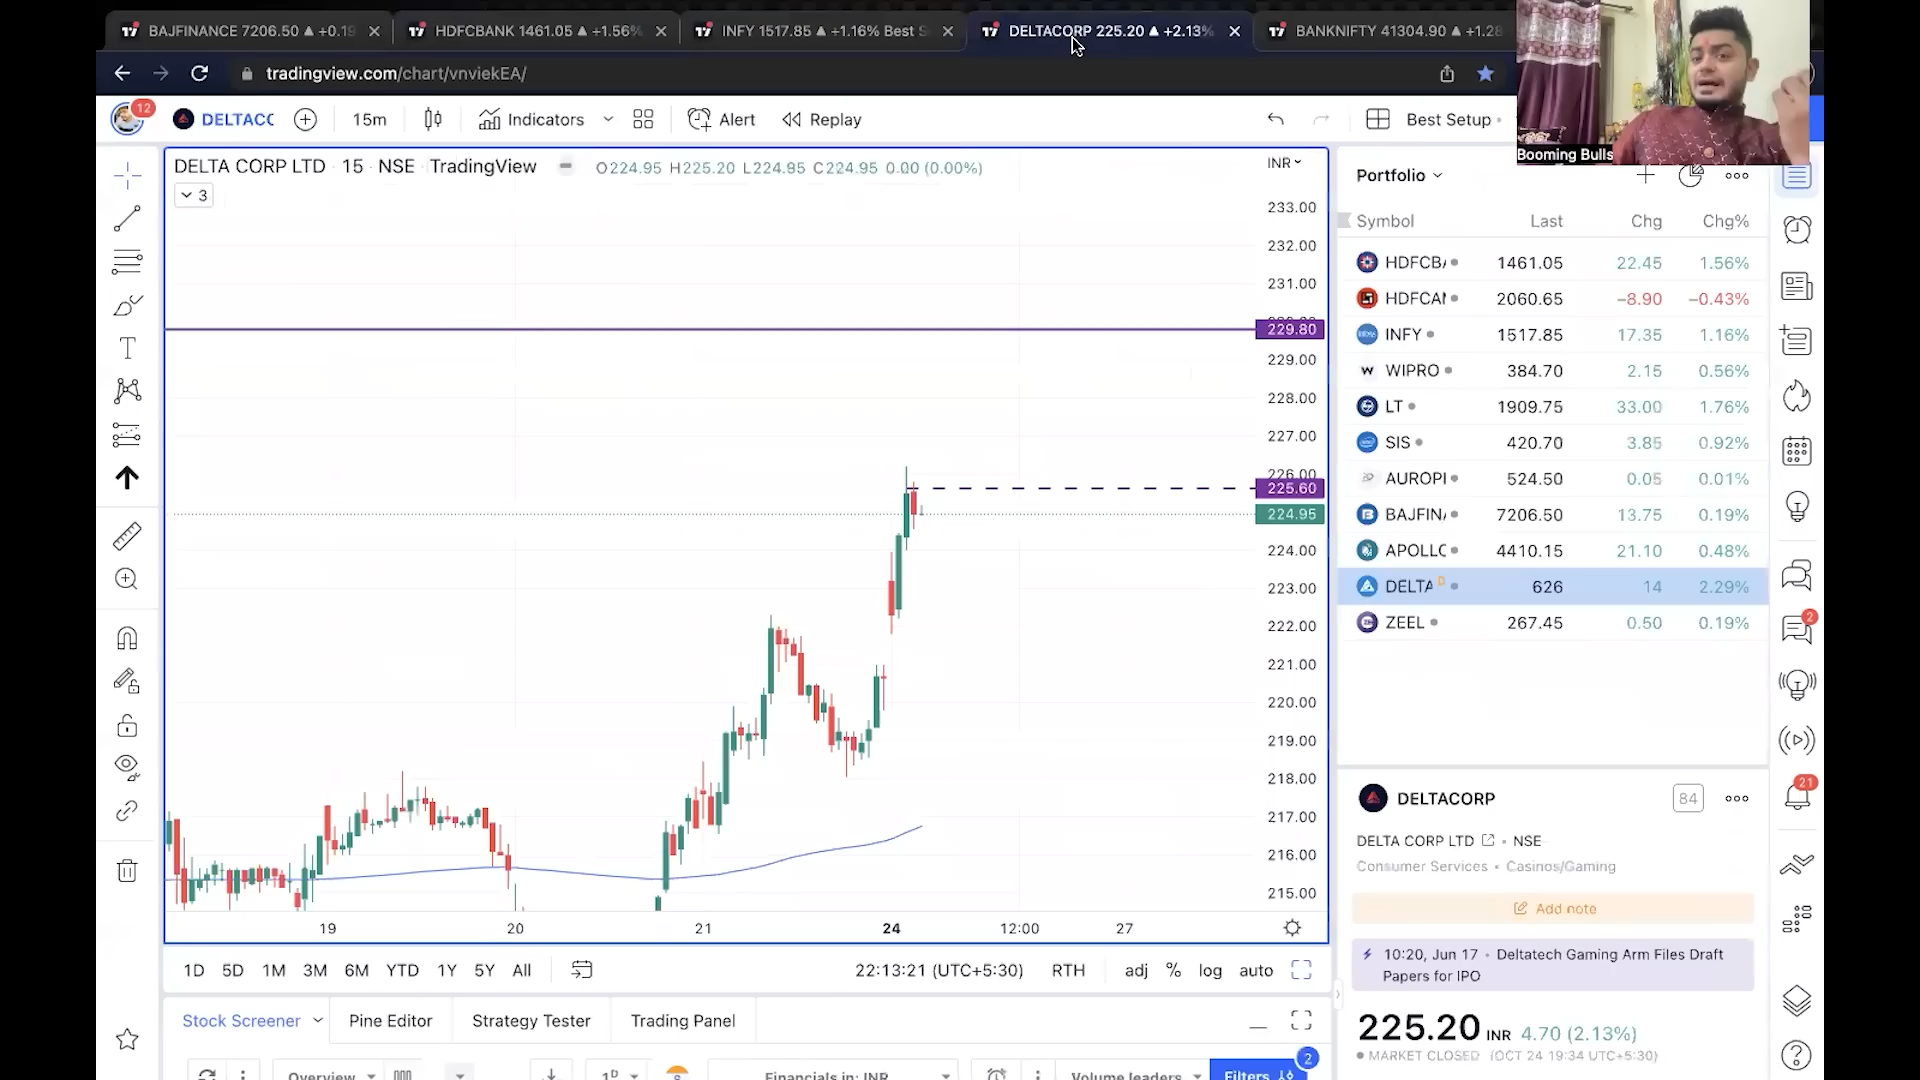 BAJFINANCE 7206.50 ▲ +0.19
HDFCBANK 1461.05 ▲ +1.56%
INFY 1517.85 ▲ +1.16% Best S
DELTACORP 225.20 ▲ +2.13%
BANKNIFTY 41304.90 ▲ +1.28
tradingview.com/chart/vnviekEA/
12
DELTACC
15m
Indicators
Alert
Replay
Best Setup
Booming Bulls
DELTA CORP LTD · 15 · NSE TradingView
O224.95 H225.20 L224.95 C224.95 0.00 (0.00%)
3
INR
233.00
232.00
231.00
229.80
229.00
228.00
227.00
226.00
225.60
224.95
224.00
223.00
222.00
221.00
220.00
219.00
218.00
217.00
216.00
215.00
19 20 21 24 12:00 27
1D 5D 1M 3M 6M YTD 1Y 5Y All
22:13:21 (UTC+5:30) RTH adj % log auto
Stock Screener Pine Editor Strategy Tester Trading Panel
Overview
1D
Financials in: INR
Volume leaders
Filters
2
Portfolio
Symbol Last Chg Chg%
HDFCB 1461.05 22.45 1.56%
HDFCA 2060.65 −8.90 −0.43%
INFY 1517.85 17.35 1.16%
WIPRO 384.70 2.15 0.56%
LT 1909.75 33.00 1.76%
SIS 420.70 3.85 0.92%
AUROPI 524.50 0.05 0.01%
BAJFIN 7206.50 13.75 0.19%
APOLLC 4410.15 21.10 0.48%
DELTA D 626 14 2.29%
ZEEL 267.45 0.50 0.19%
DELTACORP
84
DELTA CORP LTD · NSE
Consumer Services • Casinos/Gaming
Add note
10:20, Jun 17 • Deltatech Gaming Arm Files Draft
Papers for IPO
225.20 INR 4.70 (2.13%)
MARKET CLOSED (OCT 24 19:34 UTC+5:30)
2
21